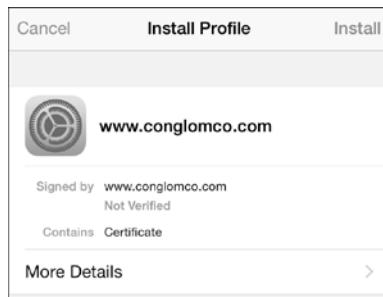 Cancel Install Profile Install
www.conglomco.com
Signed by www.conglomco.com
Not Verified
Contains Certificate
More Details